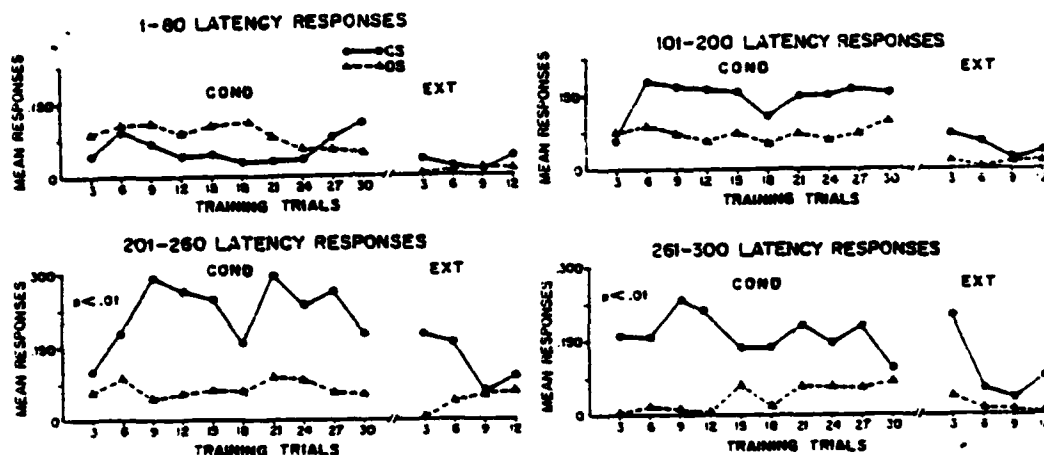 1-80 LATENCY RESPONSES
CS
DS
COND
EXT
MEAN RESPONSES
.150
0
3 6 9 12 15 18 21 24 27 30 3 6 9 12
TRAINING TRIALS
101-200 LATENCY RESPONSES
COND
EXT
MEAN RESPONSES
.150
0
3 6 9 12 15 18 21 24 27 30 3 6 9
TRAINING TRIALS
201-260 LATENCY RESPONSES
COND
EXT
P<.01
MEAN RESPONSES
.300
.150
0
3 6 9 12 15 18 21 24 27 30 3 6 9 12
TRAINING TRIALS
261-300 LATENCY RESPONSES
COND
EXT
P<.01
MEAN RESPONSES
.300
.150
0
3 6 9 12 15 18 21 24 27 30 3 6 9
TRAINING TRIALS